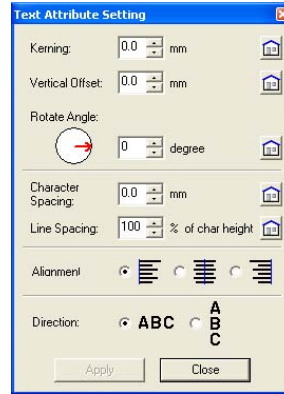 Text Attribute Setting
Kerning: 0.0 mm
Vertical Offset: 0.0 mm
Rotate Angle:
0 degree
Character
Spacing: 0.0 mm
Line Spacing: 100 % of char height
Alignment
Direction: ABC A
B
C
Apply Close